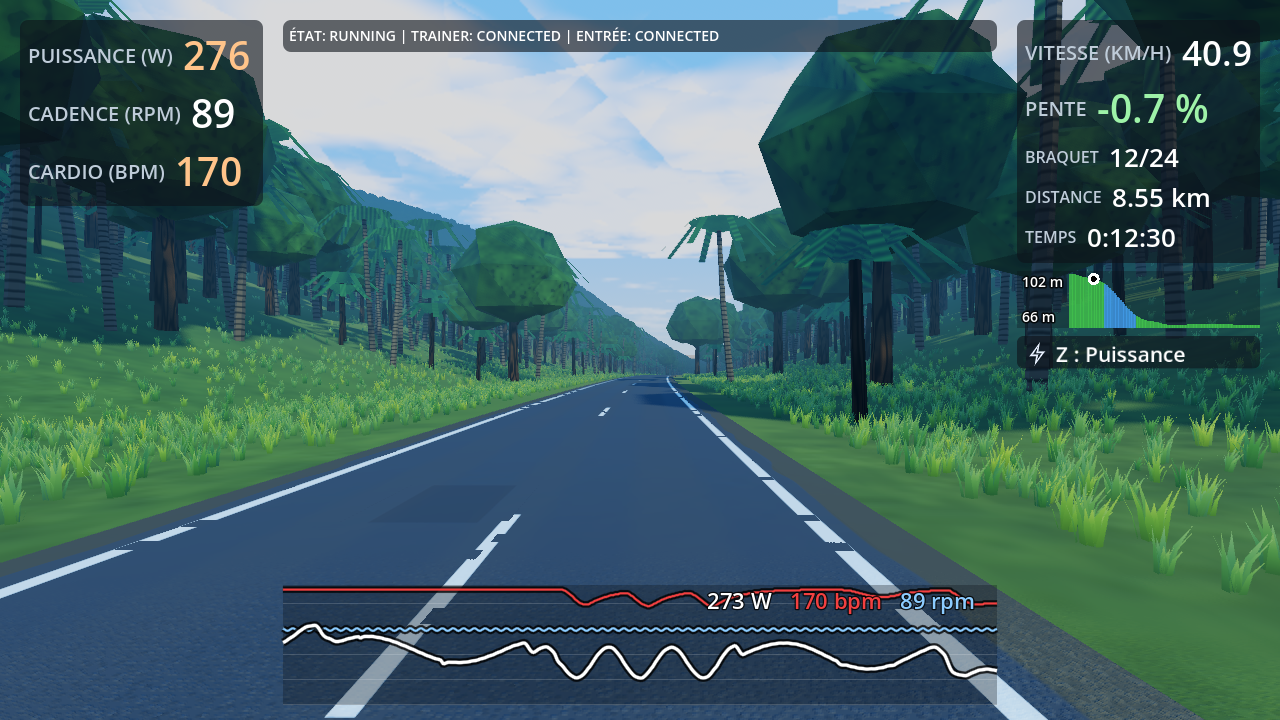 PUISSANCE (W) 276
CADENCE (RPM) 89
CARDIO (BPM) 170
ÉTAT: RUNNING | TRAINER: CONNECTED | ENTRÉE: CONNECTED
VITESSE (KM/H) 40.9
PENTE -0.7 %
BRAQUET 12/24
DISTANCE 8.55 km
TEMPS 0:12:30
102 m
66 m
Z : Puissance
273 W 170 bpm 89 rpm